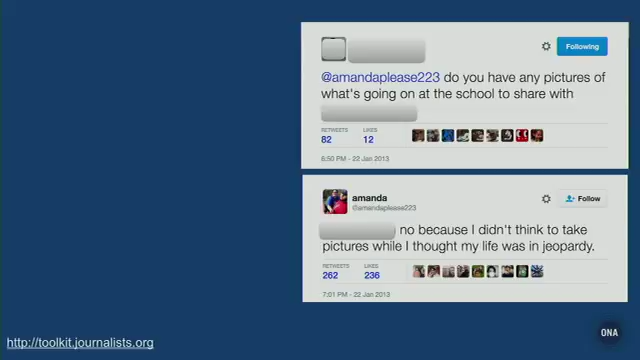 Following
@amandaplease223 do you have any pictures of
what's going on at the school to share with
RETWEETS LIKES
82 12
6:50 PM - 22 Jan 2013
amanda
@amandaplease223
Follow
no because I didn't think to take
pictures while I thought my life was in jeopardy.
RETWEETS LIKES
262 236
7:01 PM - 22 Jan 2013
http://toolkit.journalists.org
ONA